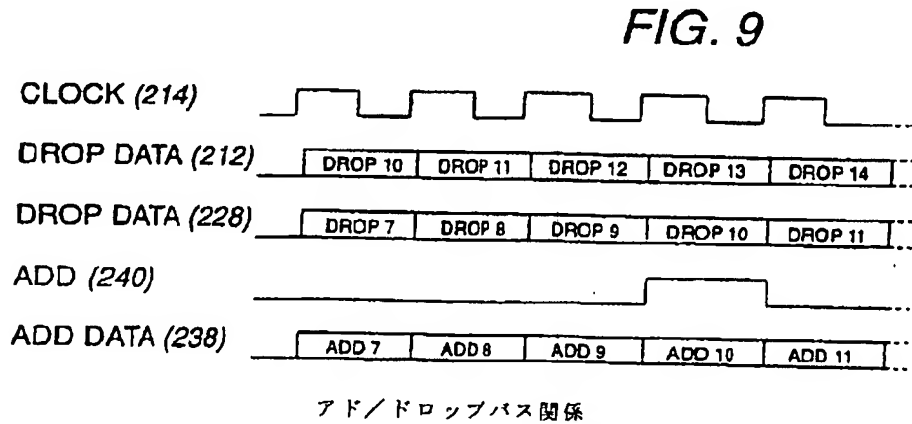 FIG. 9
CLOCK (214)
DROP DATA (212) DROP 10 DROP 11 DROP 12 DROP 13 DROP 14
DROP DATA (228) DROP 7 DROP 8 DROP 9 DROP 10 DROP 11
ADD (240)
ADD DATA (238) ADD 7 ADD 8 ADD 9 ADD 10 ADD 11
アド/ドロップバス関係